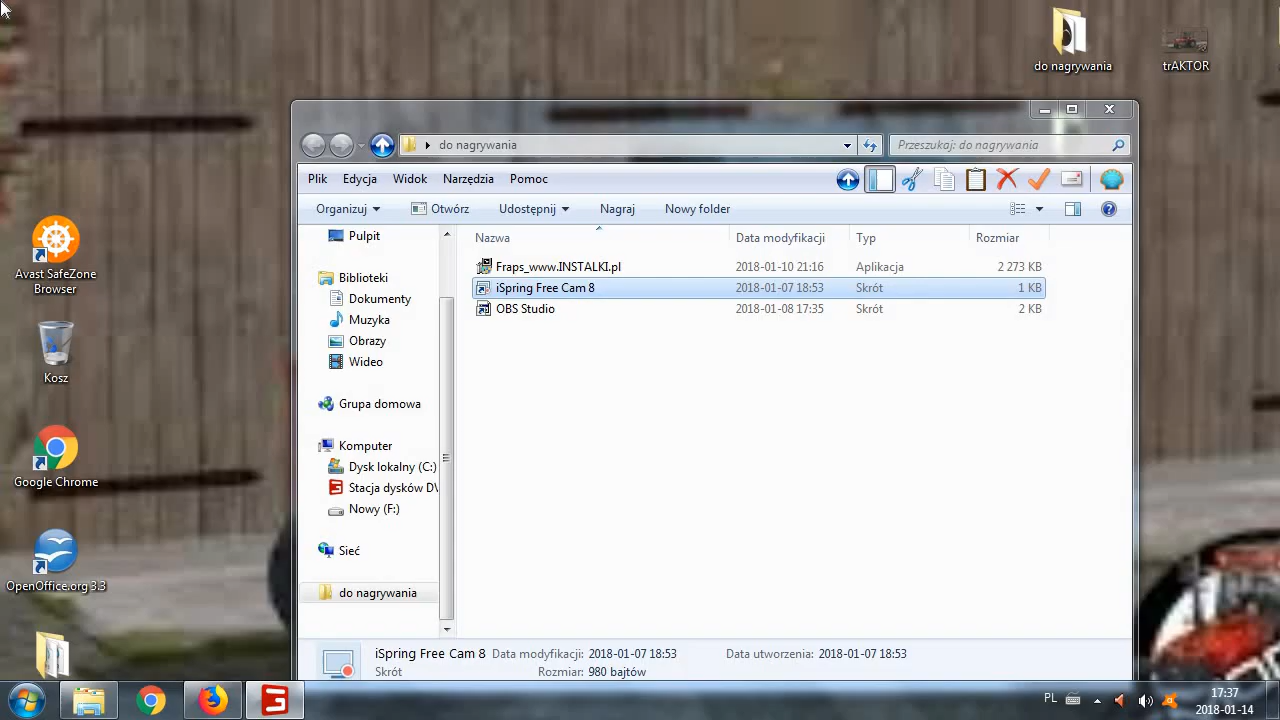 do nagrywania
trAKTOR
do nagrywania
Przeszukaj: do nagrywania
Plik Edycja Widok Narzędzia Pomoc
Organizuj Otwórz Udostępnij Nagraj Nowy folder
Pulpit
Biblioteki
Dokumenty
Muzyka
Obrazy
Wideo
Grupa domowa
Komputer
Dysk lokalny (C:)
Stacja dysków D\
Nowy (F:)
Sieć
do nagrywania
Nazwa Data modyfikacji Typ Rozmiar
Fraps_www.INSTALKI.pl 2018-01-10 21:16 Aplikacja 2 273 KB
iSpring Free Cam 8 2018-01-07 18:53 Skrót 1 KB
OBS Studio 2018-01-08 17:35 Skrót 2 KB
iSpring Free Cam 8 Data modyfikacji: 2018-01-07 18:53 Data utworzenia: 2018-01-07 18:53
Skrót Rozmiar: 980 bajtów
Avast SafeZone
Browser
Kosz
Google Chrome
OpenOffice.org 3.3
PL
17:37
2018-01-14